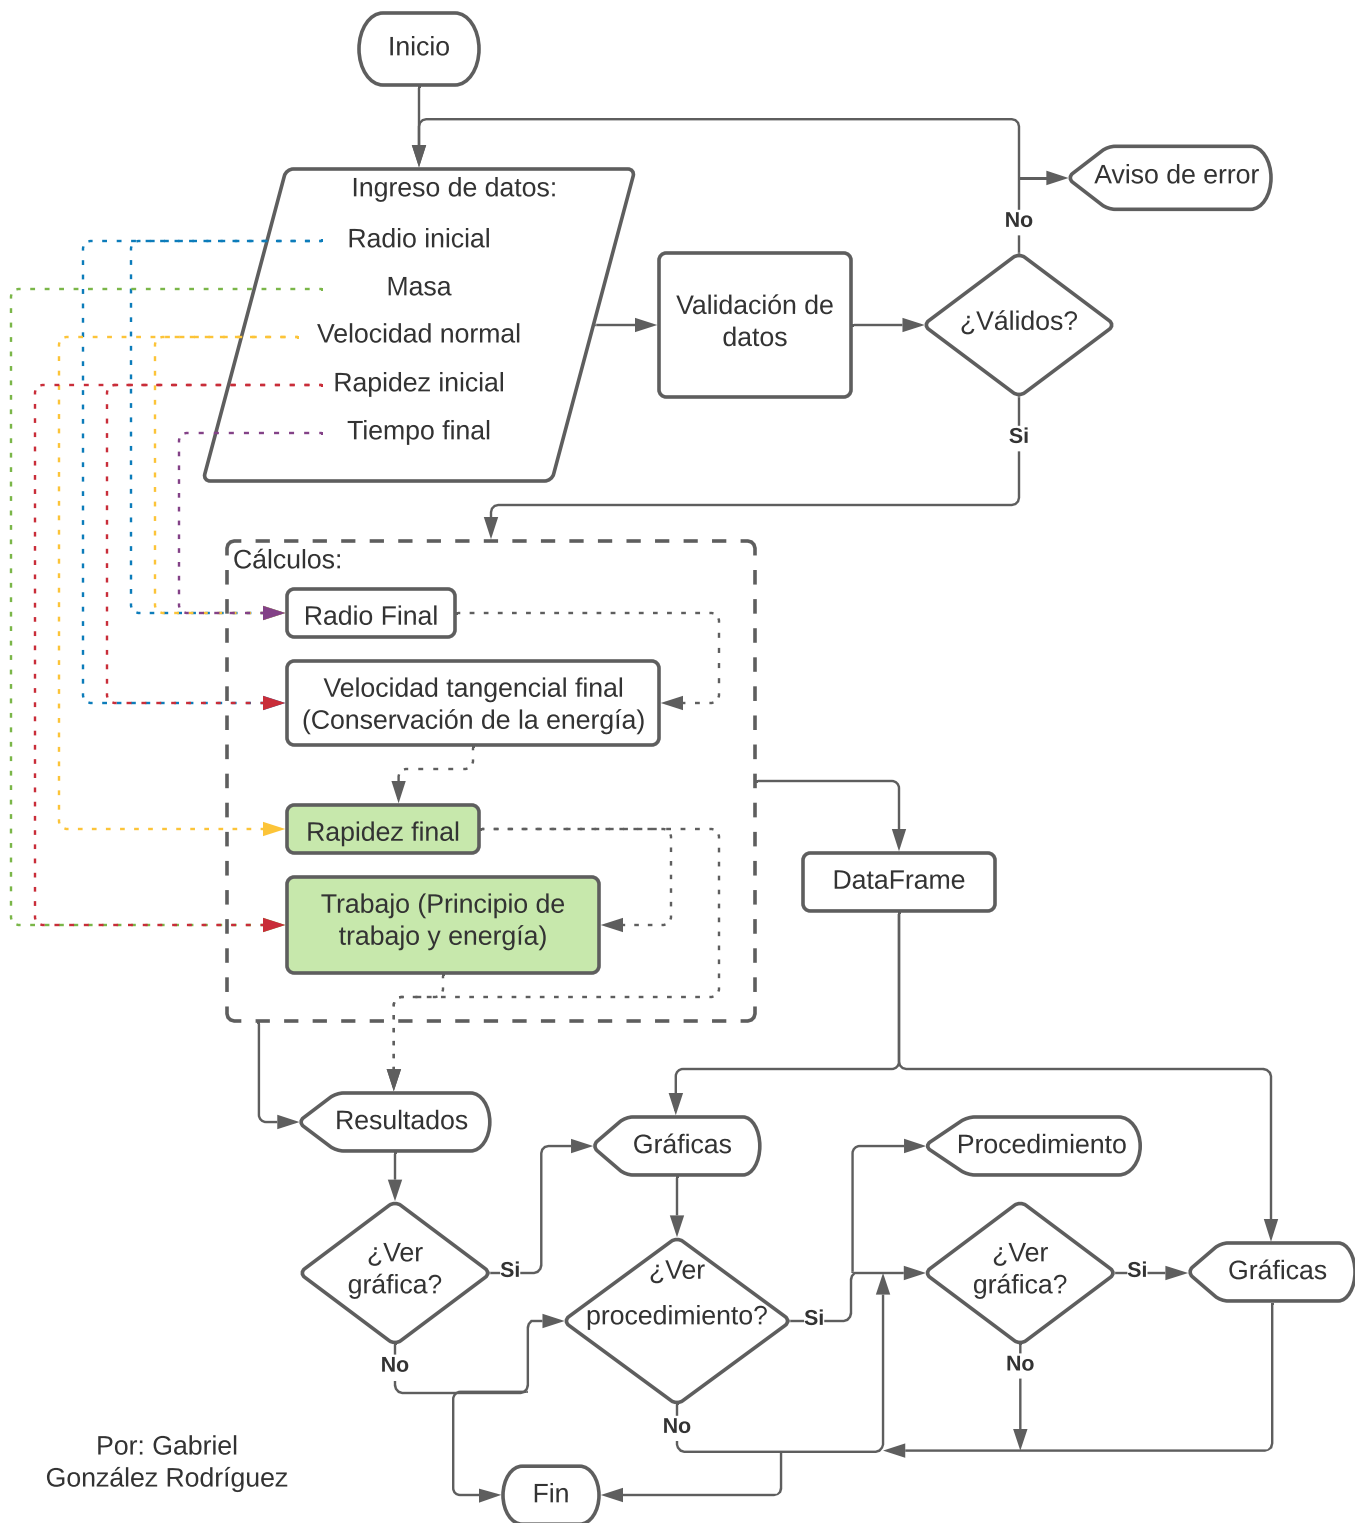 Inicio
Ingreso de datos:
Radio inicial
Masa
Velocidad normal
Rapidez inicial
Tiempo final
Validación de
datos
¿Válidos?
No
Aviso de error
Si
Cálculos:
Radio Final
Velocidad tangencial final
(Conservación de la energía)
Rapidez final
Trabajo (Principio de
trabajo y energía)
DataFrame
Resultados
Gráficas
Procedimiento
¿Ver
gráfica?
Si
No
¿Ver
procedimiento?
Si
No
¿Ver
gráfica?
Si
No
Gráficas
Fin
Por: Gabriel
González Rodríguez